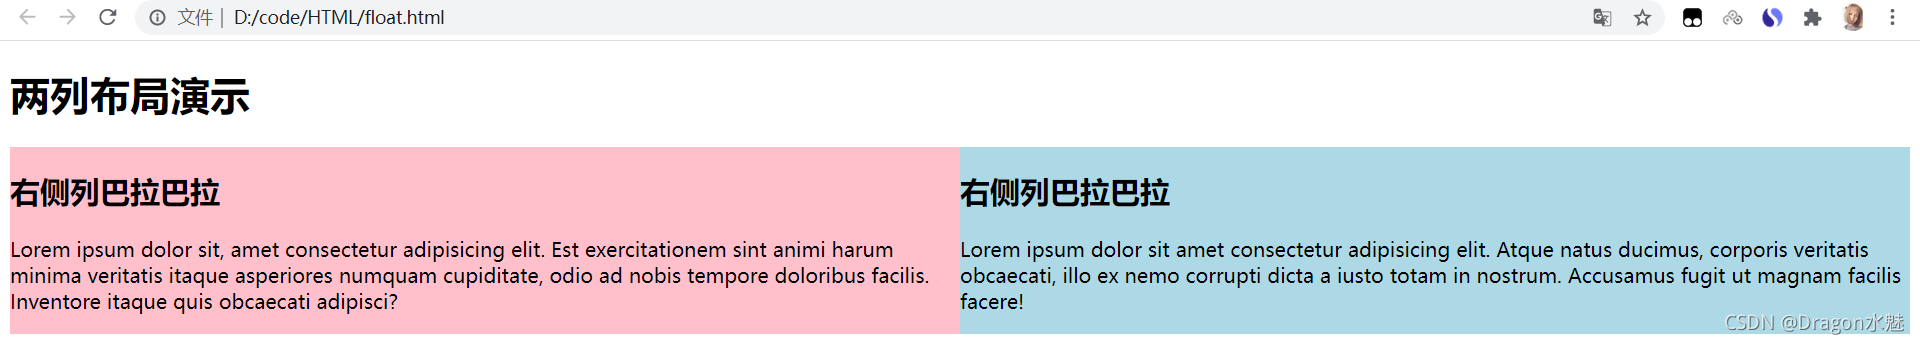 文件 | D:/code/HTML/float.html
两列布局演示
右侧列巴拉巴拉
Lorem ipsum dolor sit, amet consectetur adipisicing elit. Est exercitationem sint animi harum
minima veritatis itaque asperiores numquam cupiditate, odio ad nobis tempore doloribus facilis.
Inventore itaque quis obcaecati adipisci?
右侧列巴拉巴拉
Lorem ipsum dolor sit amet consectetur adipisicing elit. Atque natus ducimus, corporis veritatis
obcaecati, illo ex nemo corrupti dicta a iusto totam in nostrum. Accusamus fugit ut magnam facilis
facere!
CSDN @Dragon水魅